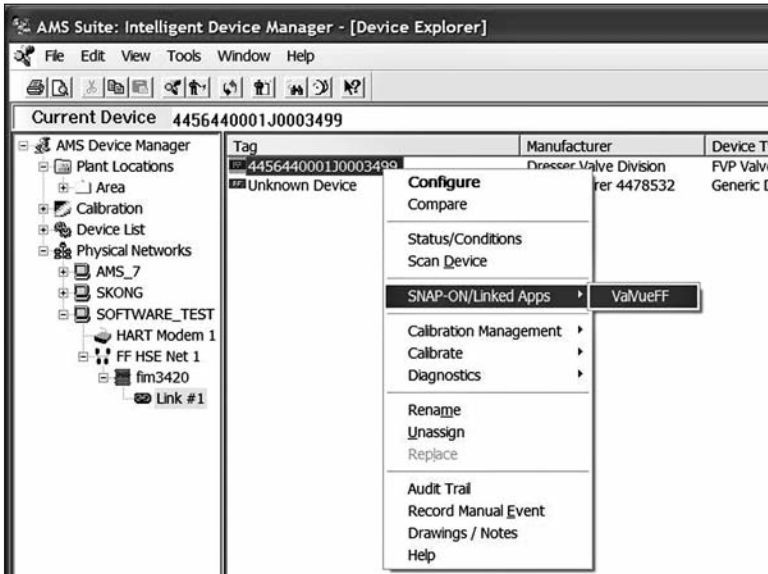 AMS Suite: Intelligent Device Manager - [Device Explorer]
File Edit View Tools Window Help
Current Device 4456440001J0003499
AMS Device Manager
Plant Locations
Area
Calibration
Device List
Physical Networks
AMS_7
SKONG
SOFTWARE_TEST
HART Modem 1
FF HSE Net 1
fim3420
Link #1
Tag Manufacturer Device T
4456440001J0003499 Dresser Valve Division FVP Valv
Unknown Device rer 4478532 Generic D
Configure
Compare
Status/Conditions
Scan Device
SNAP-ON/Linked Apps ValVueFF
Calibration Management
Calibrate
Diagnostics
Rename
Unassign
Replace
Audit Trail
Record Manual Event
Drawings / Notes
Help